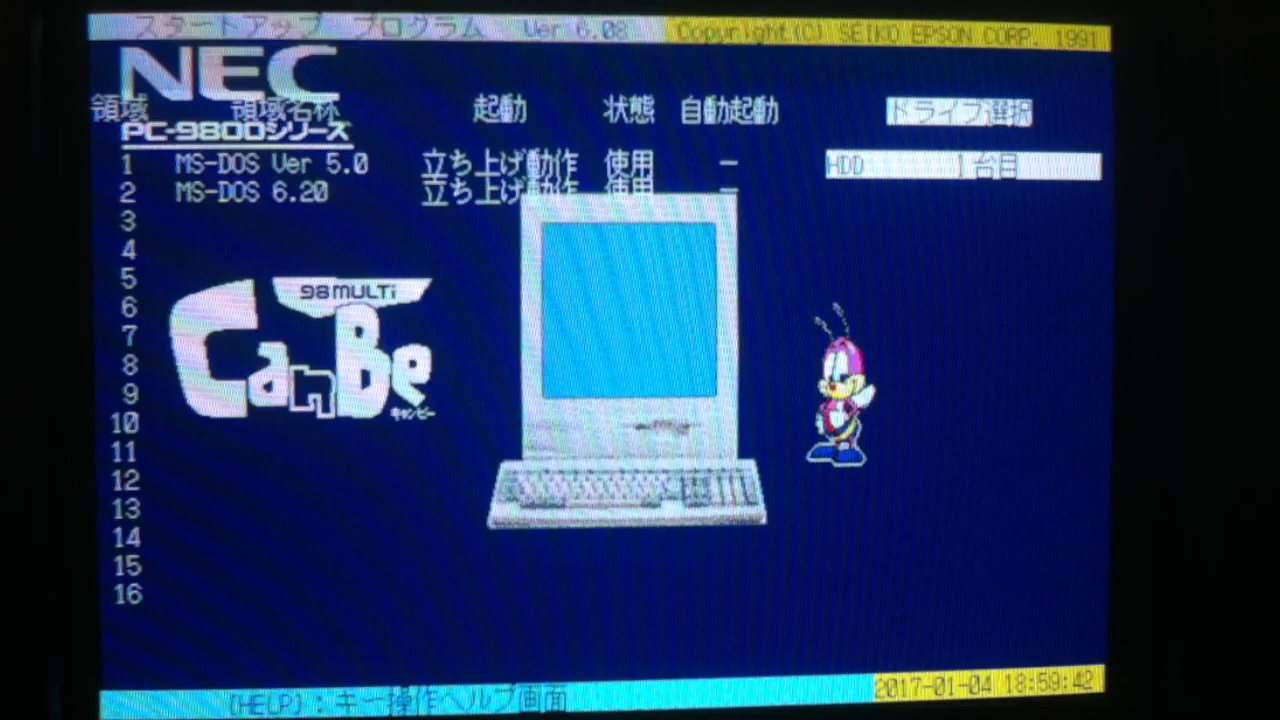 スタートアップ プログラム Ver 6.08 Copyright(C) SEIKO EPSON CORP. 1991
NEC
領域 領域名称 起動 状態 自動起動 ドライブ選択
PC-9800シリーズ
1 MS-DOS Ver 5.0 立ち上げ動作 使用 − HDD 1台目
2 MS-DOS 6.20 立ち上げ動作 使用 −
3
4
5
98MULTi
6
7
CanBe
8
9
キャンビー
10
11
12
13
14
15
16
[HELP]:キー操作ヘルプ画面 2017-01-04 18:59:42